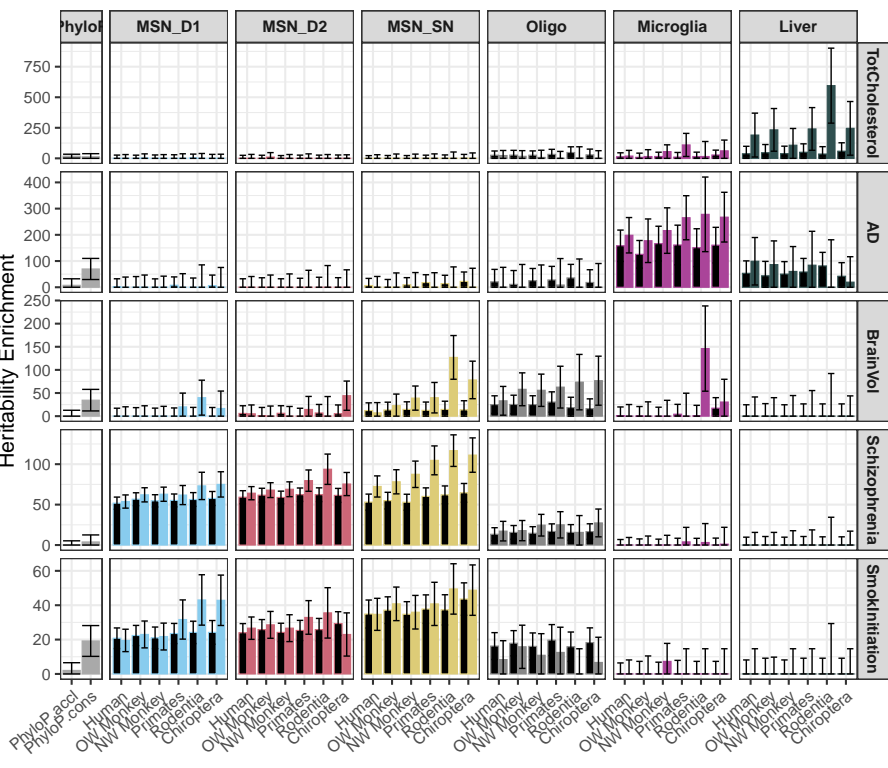 PhyloP MSN_D1 MSN_D2 MSN_SN Oligo Microglia Liver
Heritability Enrichment
750
500
250
0
TotCholesterol
400
300
200
100
0
AD
250
200
150
100
50
0
BrainVol
100
50
0
Schizophrenia
60
40
20
0
SmokInitiation
PhyloP.accl
PhyloP.cons
Human
OW Monkey
NW Monkey
Primates
Rodentia
Chiroptera
Human
OW Monkey
NW Monkey
Primates
Rodentia
Chiroptera
Human
OW Monkey
NW Monkey
Primates
Rodentia
Chiroptera
Human
OW Monkey
NW Monkey
Primates
Rodentia
Chiroptera
Human
OW Monkey
NW Monkey
Primates
Rodentia
Chiroptera
Human
OW Monkey
NW Monkey
Primates
Rodentia
Chiroptera